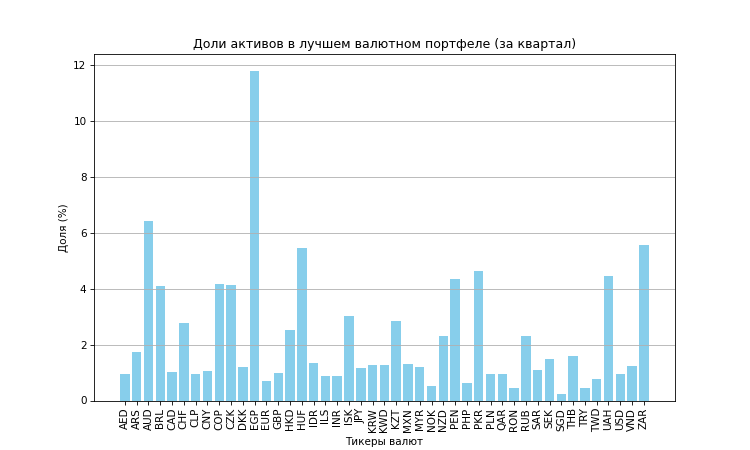 Доли активов в лучшем валютном портфеле (за квартал)
12
10
8
6
4
2
0
Доля (%)
AED ARS AUD BRL CAD CHF CLP CNY COP CZK DKK EGP EUR GBP HKD HUF IDR ILS INR ISK JPY KRW KWD KZT MXN MYR NOK NZD PEN PHP PKR PLN QAR RON RUB SAR SEK SGD THB TRY TWD UAH USD VND ZAR
Тикеры валют